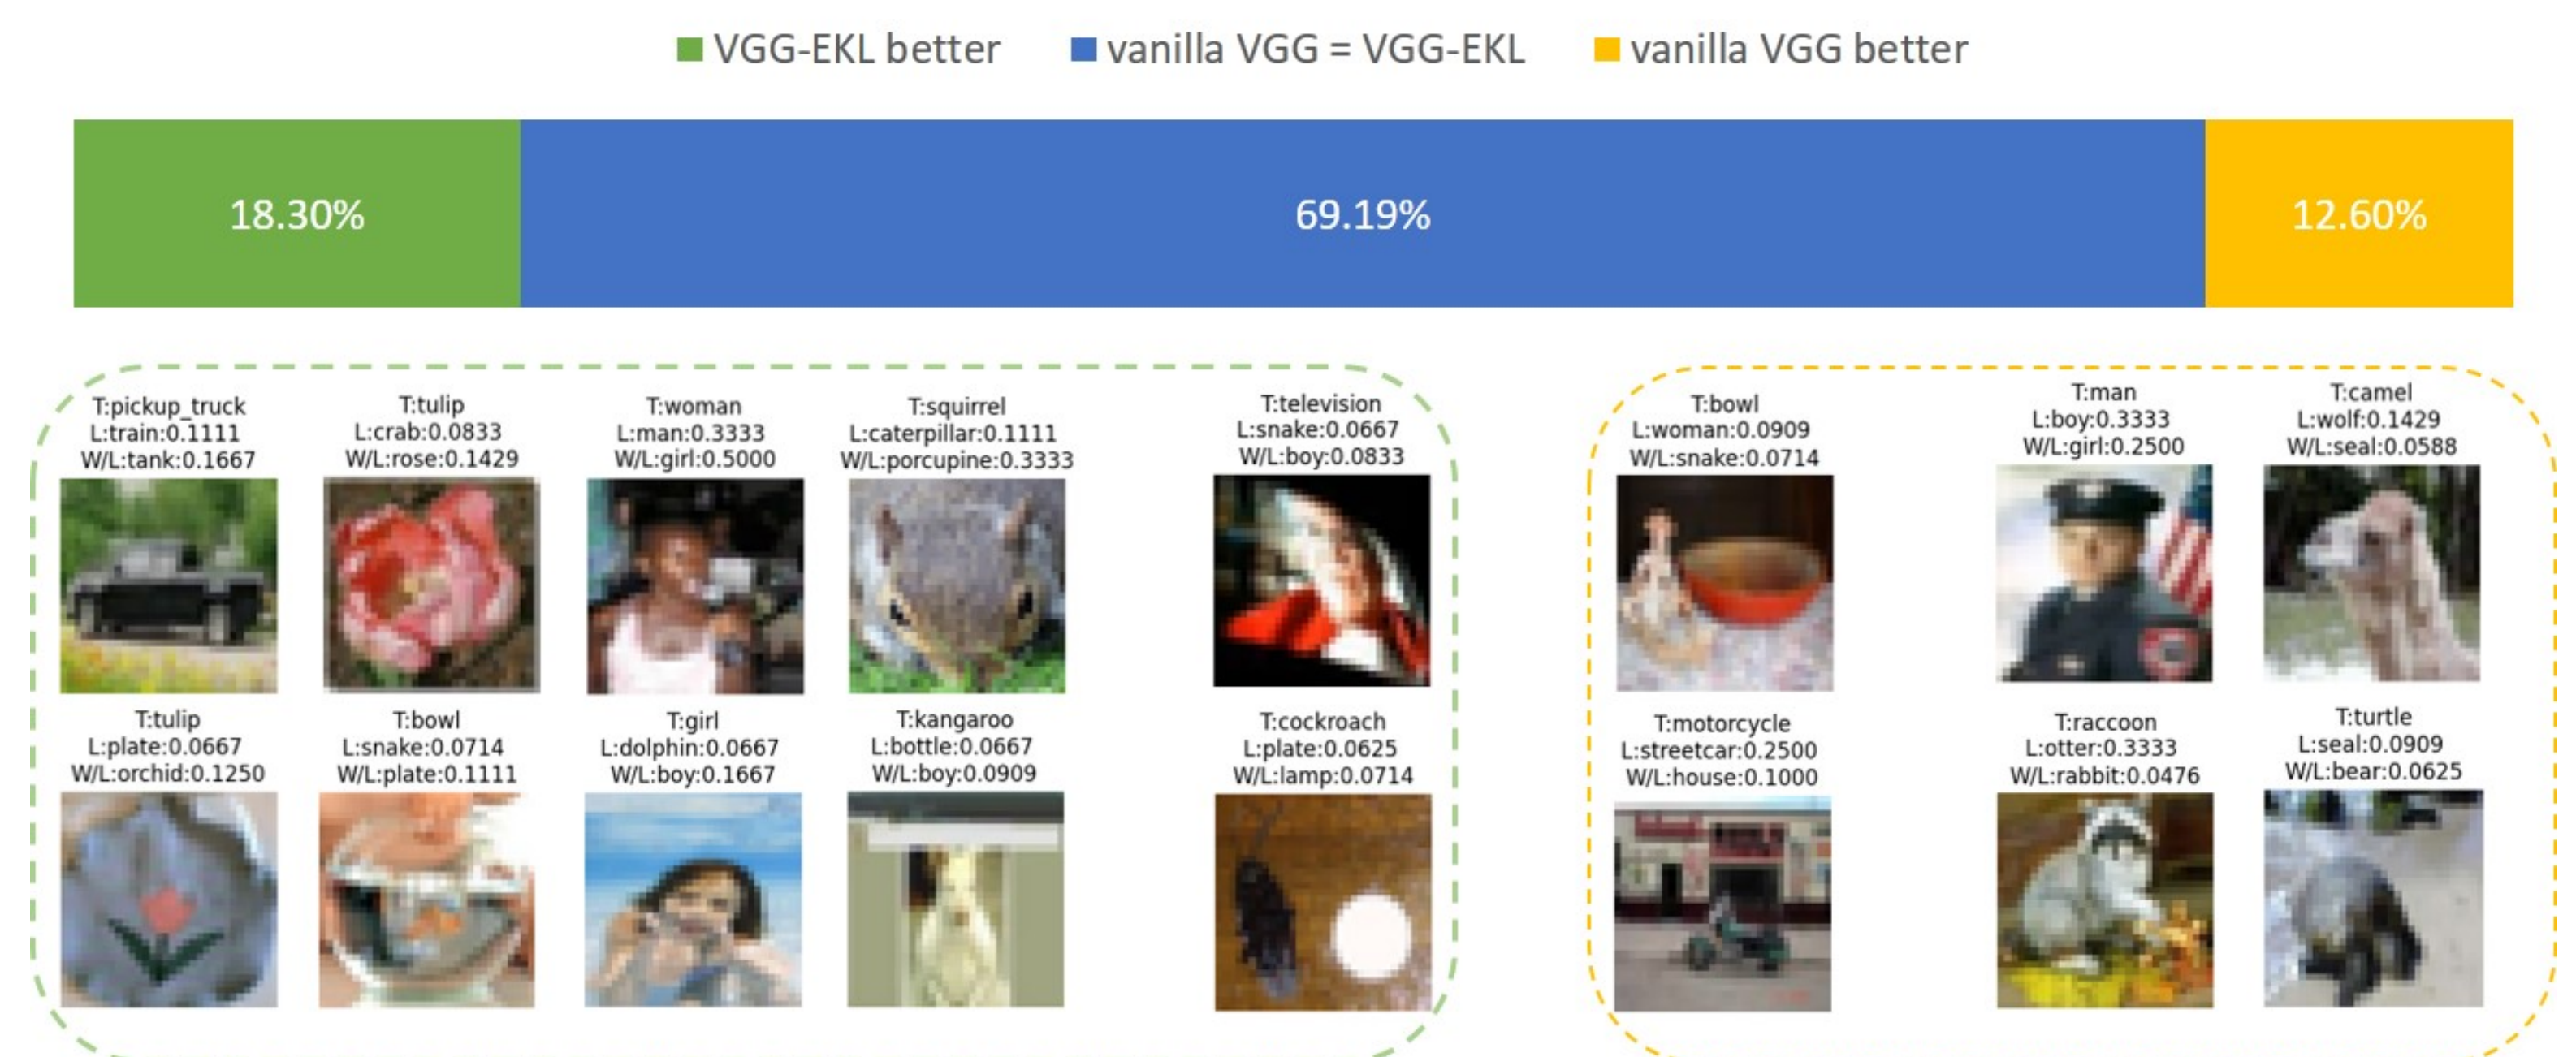 VGG-EKL better vanilla VGG = VGG-EKL vanilla VGG better
18.30% 69.19% 12.60%
T:pickup_truck
L:train:0.1111
W/L:tank:0.1667
T:tulip
L:crab:0.0833
W/L:rose:0.1429
T:woman
L:man:0.3333
W/L:girl:0.5000
T:squirrel
L:caterpillar:0.1111
W/L:porcupine:0.3333
T:television
L:snake:0.0667
W/L:boy:0.0833
T:bowl
L:woman:0.0909
W/L:snake:0.0714
T:man
L:boy:0.3333
W/L:girl:0.2500
T:camel
L:wolf:0.1429
W/L:seal:0.0588
T:tulip
L:plate:0.0667
W/L:orchid:0.1250
T:bowl
L:snake:0.0714
W/L:plate:0.1111
T:girl
L:dolphin:0.0667
W/L:boy:0.1667
T:kangaroo
L:bottle:0.0667
W/L:boy:0.0909
T:cockroach
L:plate:0.0625
W/L:lamp:0.0714
T:motorcycle
L:streetcar:0.2500
W/L:house:0.1000
T:raccoon
L:otter:0.3333
W/L:rabbit:0.0476
T:turtle
L:seal:0.0909
W/L:bear:0.0625